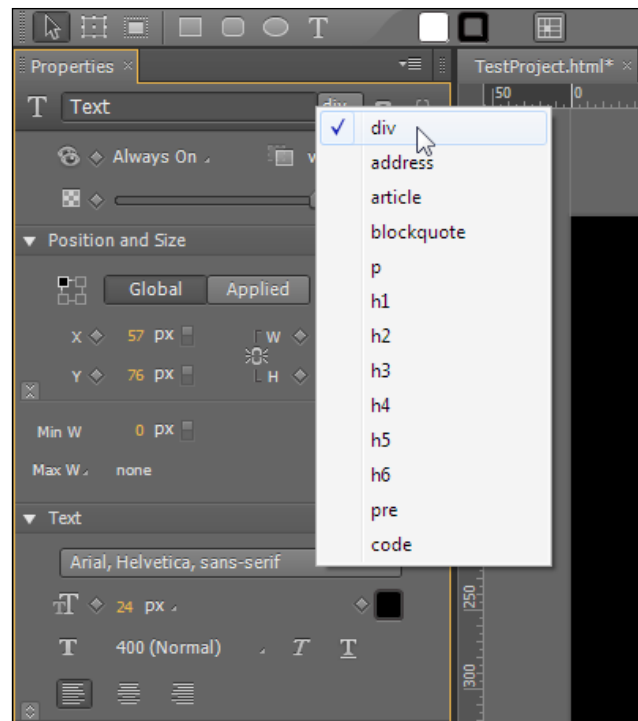 T
Properties ×
TestProject.html* ×
50
0
T Text
div
div
Always On
address
article
Position and Size
blockquote
p
Global Applied
h1
X 57 px W
h2
Y 76 px H
h3
h4
Min W 0 px
h5
Max W none
h6
Text
pre
Arial, Helvetica, sans-serif
code
TT 24 px
250
T 400 (Normal) T T
300